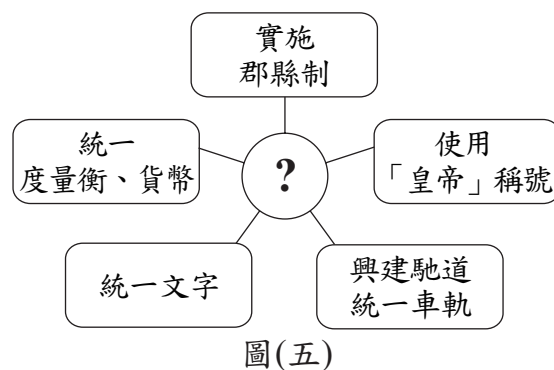 實施
郡縣制
統一
度量衡、貨幣
?
使用
「皇帝」稱號
統一文字
興建馳道
統一車軌
圖(五)